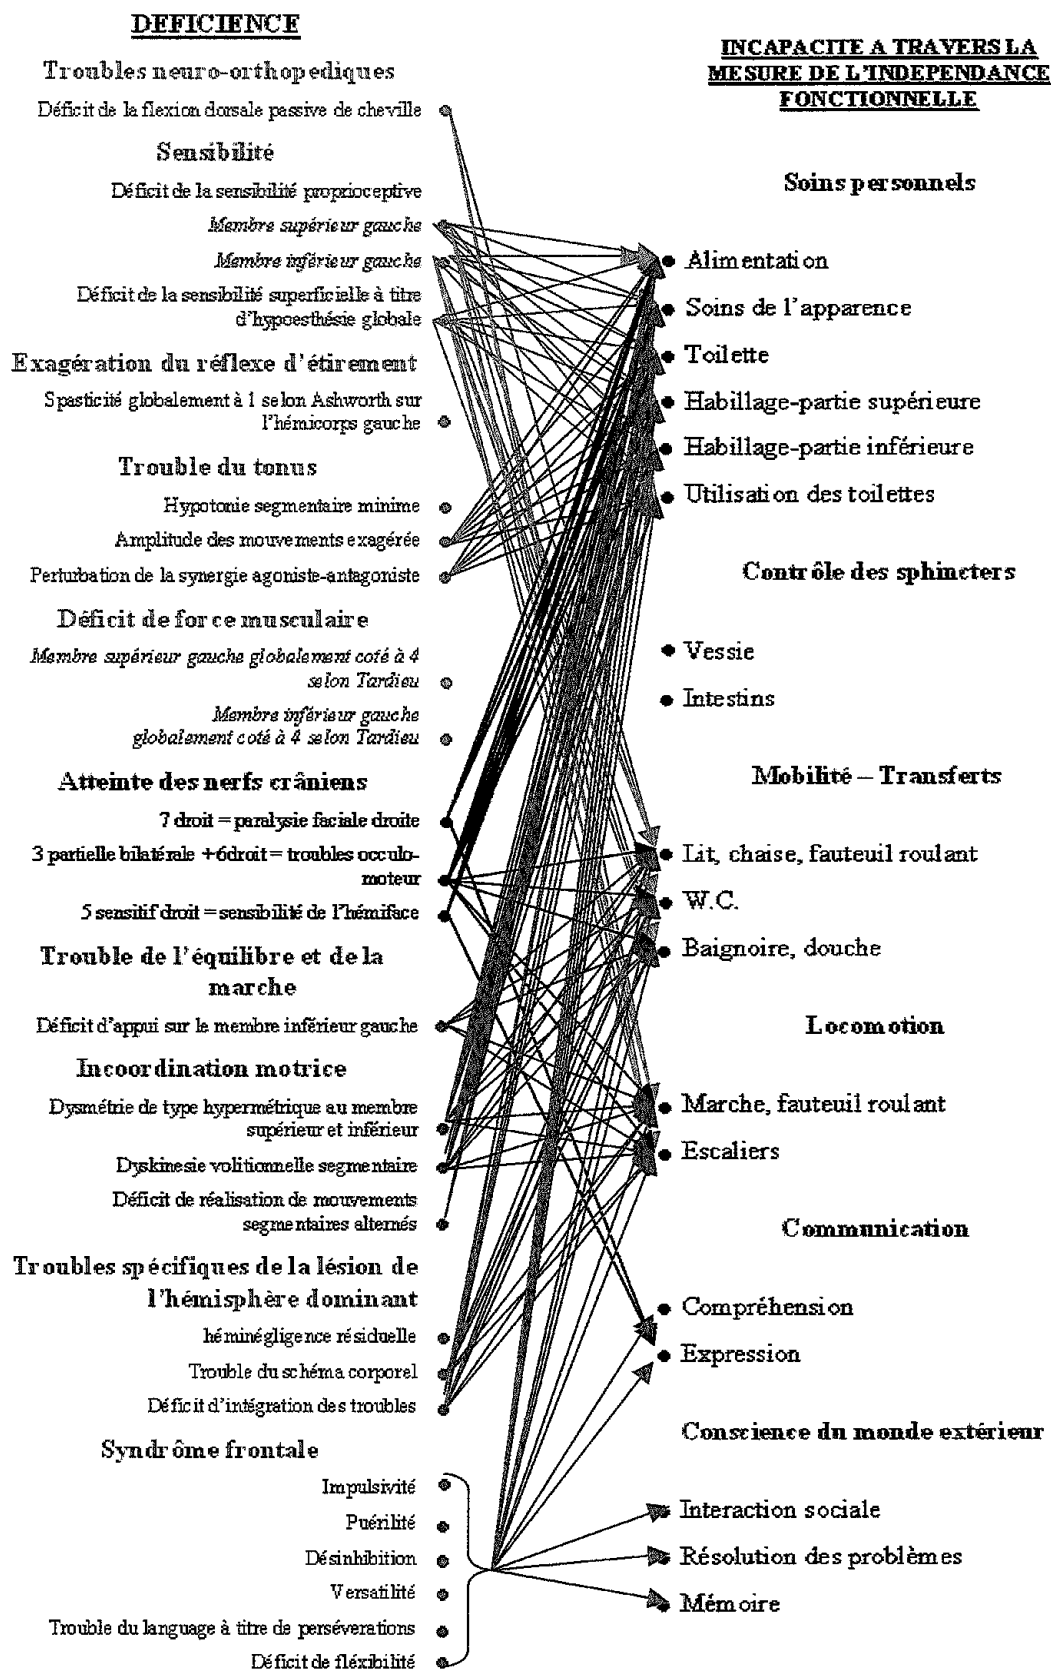 DEFICIENCE
Troubles neuro-orthopediques
Déficit de la flexion dorsale passive de cheville
Sensibilité
Déficit de la sensibilité proprioceptive
Membre supérieur gauche
Membre inférieur gauche
Déficit de la sensibilité superficielle à titre
d'hypoesthésie globale
Exagération du réflexe d'étirement
Spasticité globalement à 1 selon Ashworth sur
l'hémicorps gauche
Trouble du tonus
Hypotonie segmentaire minime
Amplitude des mouvements exagérée
Perturbation de la synergie agoniste-antagoniste
Déficit de force musculaire
Membre supérieur gauche globalement coté à 4
selon Tardieu
Membre inférieur gauche
globalement coté à 4 selon Tardieu
Atteinte des nerfs crâniens
7 droit = paralysie faciale droite
3 partielle bilatérale +6droit = troubles occulo-
moteur
5 sensitif droit = sensibilité de l'hémiface
Trouble de l'équilibre et de la
marche
Déficit d'appui sur le membre inférieur gauche
Incoordination motrice
Dysmétrie de type hypermétrique au membre
supérieur et inférieur
Dyskinesie volitionnelle segmentaire
Déficit de réalisation de mouvements
segmentaires alternés
Troubles spécifiques de la lésion de
l'hémisphère dominant
héminégligence résiduelle
Trouble du schéma corporel
Déficit d'intégration des troubles
Syndrôme frontale
Impulsivité
Puérilité
Désinhibition
Versatilité
Trouble du language à titre de perséverations
Déficit de fléxibilité
INCAPACITE A TRAVERS LA
MESURE DE L'INDEPENDANCE
FONCTIONNELLE
Soins personnels
Alimentation
Soins de l'apparence
Toilette
Habillage-partie supérieure
Habillage-partie inférieure
Utilisation des toilettes
Contrôle des sphincters
Vessie
Intestins
Mobilité – Transferts
Lit, chaise, fauteuil roulant
W.C.
Baignoire, douche
Locomotion
Marche, fauteuil roulant
Escaliers
Communication
Compréhension
Expression
Conscience du monde extérieur
Interaction sociale
Résolution des problèmes
Mémoire